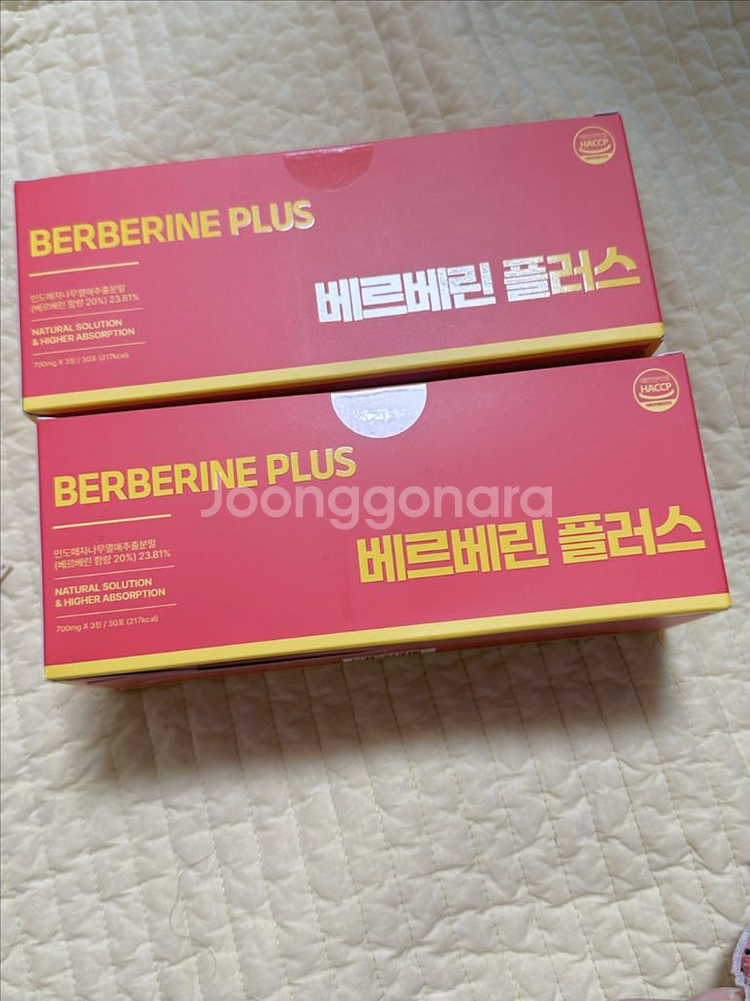 HACCP
BERBERINE PLUS
베르베린 플러스
인도매자나무열매추출분말
(베르베린 함량 20%) 23.81%
NATURAL SOLUTION
& HIGHER ABSORPTION
700mg X 3정 / 30포 (217kcal)
HACCP
BERBERINE PLUS
Joonggonara
베르베린 플러스
인도매자나무열매추출분말
(베르베린 함량 20%) 23.81%
NATURAL SOLUTION
& HIGHER ABSORPTION
700mg X 3정 / 30포 (217kcal)